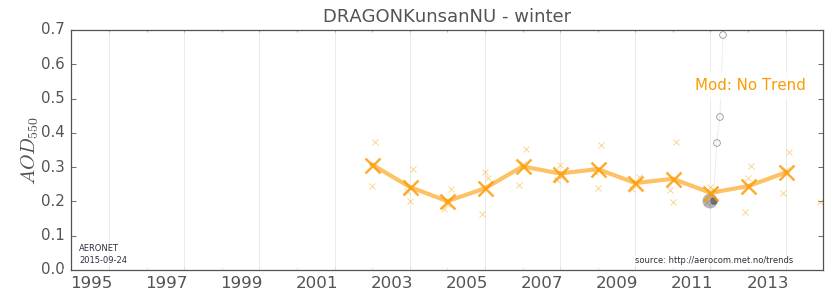 DRAGONKunsanNU - winter
0.7
0.6
0.5
0.4
0.3
0.2
0.1
0.0
AOD550
Mod: No Trend
AERONET
2015-09-24
source: http://aerocom.met.no/trends
1995 1997 1999 2001 2003 2005 2007 2009 2011 2013